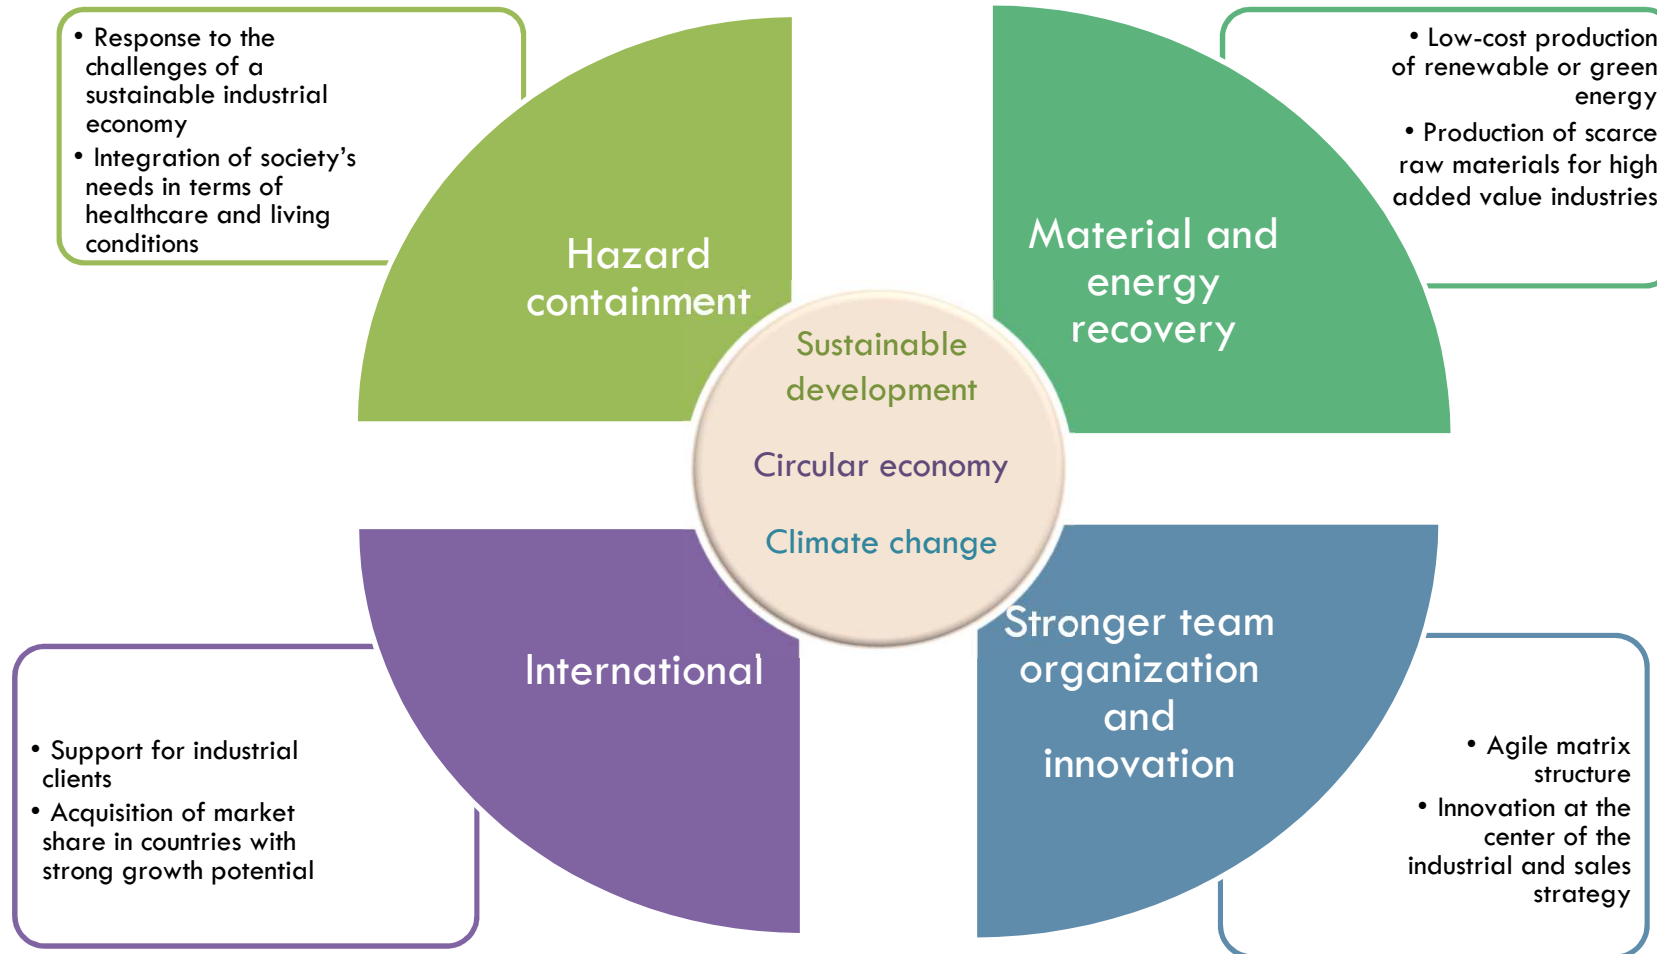 • Response to the
challenges of a
sustainable industrial
economy
• Integration of society’s
needs in terms of
healthcare and living
conditions
Hazard
containment
• Low-cost production
of renewable or green
energy
• Production of scarce
raw materials for high
added value industries
Material and
energy
recovery
Sustainable
development
Circular economy
Climate change
International
• Support for industrial
clients
• Acquisition of market
share in countries with
strong growth potential
Stronger team
organization
and
innovation
• Agile matrix
structure
• Innovation at the
center of the
industrial and sales
strategy